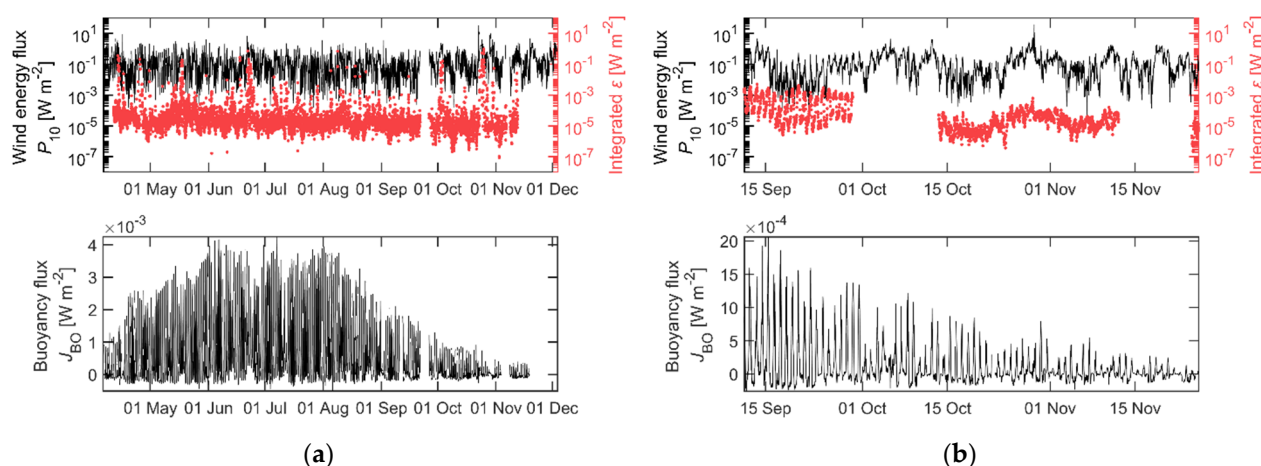 Wind energy flux
P10 [W m-2]
10^1
10^-1
10^-3
10^-5
10^-7
10^1
10^-1
10^-3
10^-5
10^-7
Integrated ε [W m-2]
01 May 01 Jun 01 Jul 01 Aug 01 Sep 01 Oct 01 Nov 01 Dec
Wind energy flux
P10 [W m-2]
10^1
10^-1
10^-3
10^-5
10^-7
10^1
10^-1
10^-3
10^-5
10^-7
Integrated ε [W m-2]
15 Sep 01 Oct 15 Oct 01 Nov 15 Nov
×10^-3
Buoyancy flux
JBO [W m-2]
4
3
2
1
0
01 May 01 Jun 01 Jul 01 Aug 01 Sep 01 Oct 01 Nov 01 Dec
×10^-4
Buoyancy flux
JBO [W m-2]
20
15
10
5
0
15 Sep 01 Oct 15 Oct 01 Nov 15 Nov
(a)
(b)